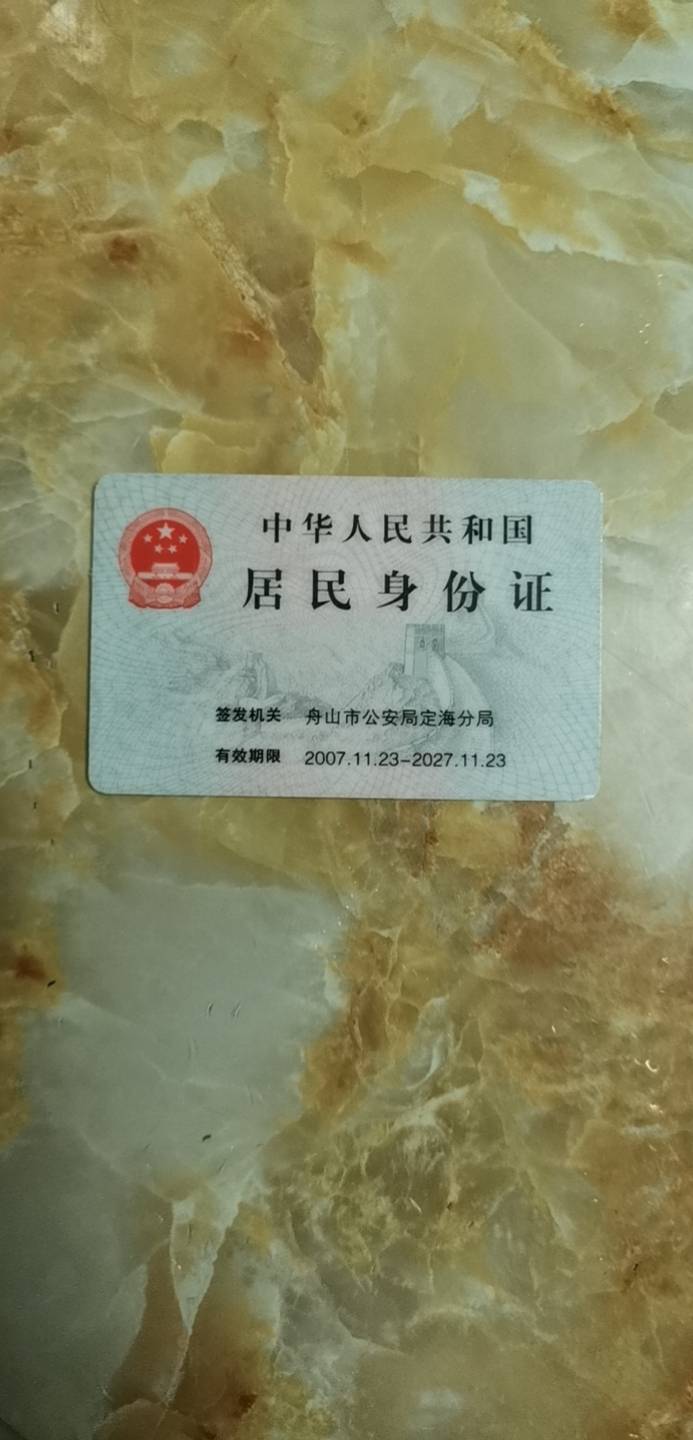 中华人民共和国
居民身份证
签发机关 舟山市公安局定海分局
有效期限 2007.11.23-2027.11.23